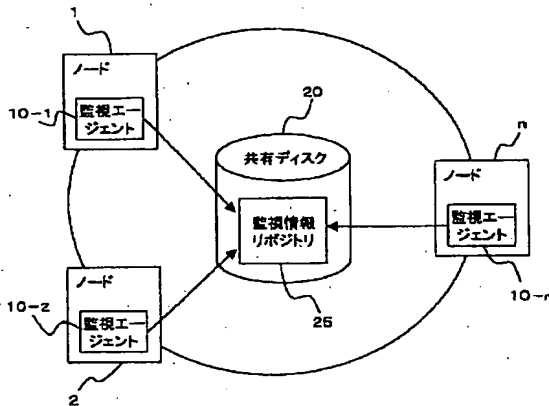 1
ノード
監視エー
ジェント
10-1
20
共有ディスク
監視情報
リポジトリ
25
n
ノード
監視エー
ジェント
10-n
ノード
10-2
監視エー
ジェント
2